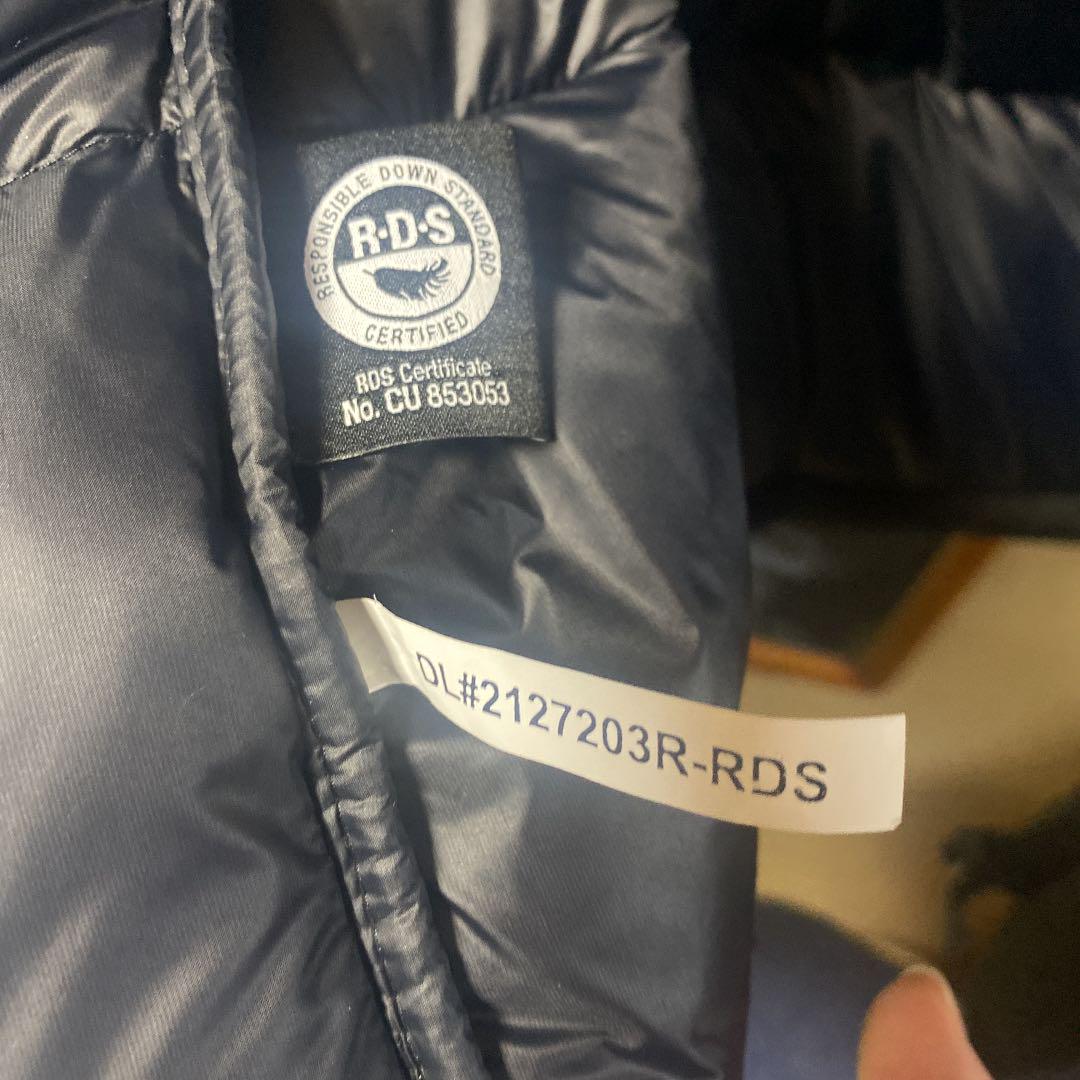 RESPONSIBLE DOWN STANDARD
R·D·S
CERTIFIED
RDS Certificate
No. CU 853053
DL#2127203R-RDS